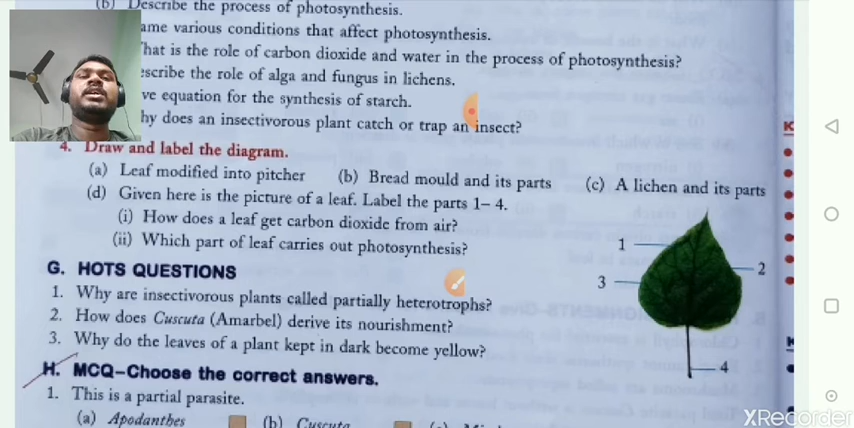 (b) Describe the process of photosynthesis.
ame various conditions that affect photosynthesis.
hat is the role of carbon dioxide and water in the process of photosynthesis?
escribe the role of alga and fungus in lichens.
ve equation for the synthesis of starch.
hy does an insectivorous plant catch or trap an insect?
4. Draw and label the diagram.
(a) Leaf modified into pitcher (b) Bread mould and its parts (c) A lichen and its parts
(d) Given here is the picture of a leaf. Label the parts 1–4.
(i) How does a leaf get carbon dioxide from air?
(ii) Which part of leaf carries out photosynthesis?
1
2
3
4
G. HOTS QUESTIONS
1. Why are insectivorous plants called partially heterotrophs?
2. How does Cuscuta (Amarbel) derive its nourishment?
3. Why do the leaves of a plant kept in dark become yellow?
H. MCQ–Choose the correct answers.
1. This is a partial parasite.
(a) Apodanthes (b) Cuscuta
K
XRecorder